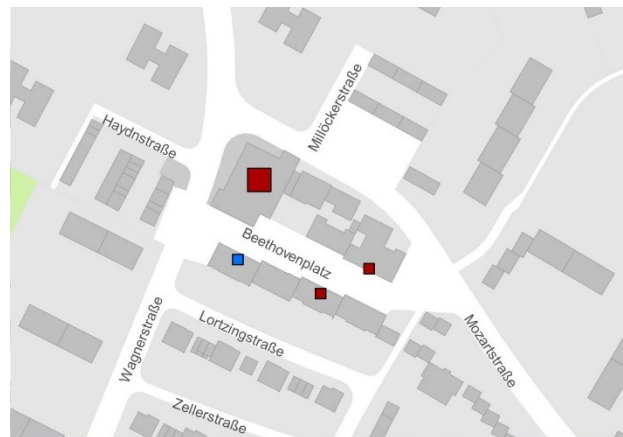 Millöckerstraße
Haydnstraße
Beethovenplatz
Wagnerstraße
Lortzingstraße
Mozartstraße
Zellerstraße